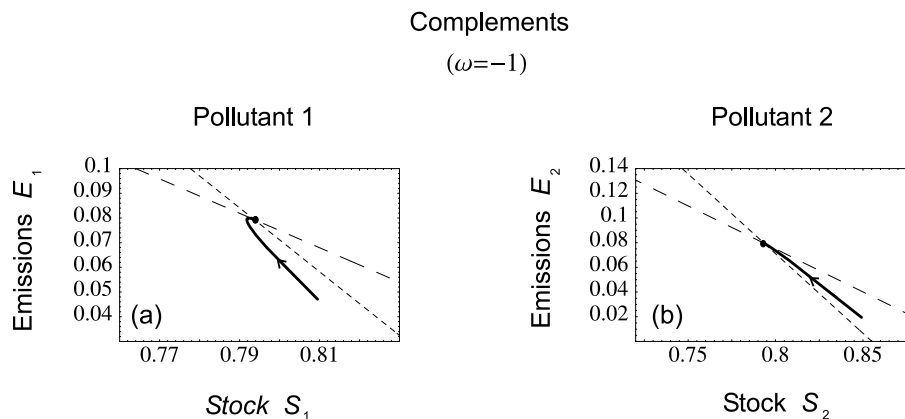 Complements
(ω=−1)
Pollutant 1
Pollutant 2
Emissions E1
0.1
0.09
0.08
0.07
0.06
0.05
0.04
(a)
0.77
0.79
0.81
Stock S1
Emissions E2
0.14
0.12
0.1
0.08
0.06
0.04
0.02
(b)
0.75
0.8
0.85
Stock S2